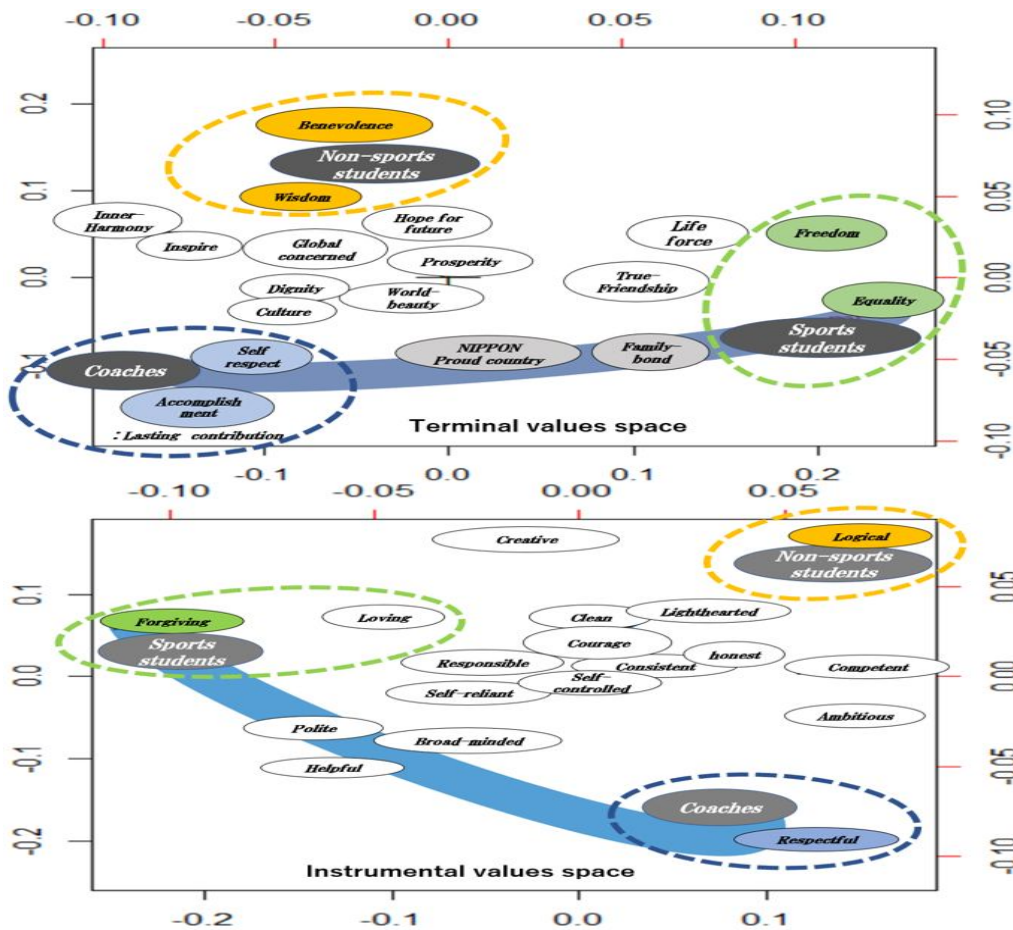 -0.10 -0.05 0.00 0.05 0.10
0.2
0.10
Benevolence
Non-sports
students
0.1
0.05
Wisdom
Inner-
Harmony
Hope for
future
Life
force
Freedom
Inspire
Global
concerned
0.0
Prosperity
0.00
True-
Friendship
Dignity
World-
beauty
Equality
Culture
Sports
students
Self
respect
NIPPON
Proud country
Family-
bond
-0.05
Coaches
Accomplish
ment
: Lasting contribution
Terminal values space
-0.10
-0.1 0.0 0.1 0.2
-0.10 -0.05 0.00 0.05
Creative
Logical
Non-sports
students
0.05
0.1
Forgiving
Loving
Clean
Lighthearted
Sports
students
Courage
honest
Responsible
Consistent
Competent
0.0
0.00
Self-reliant
Self-
controlled
Ambitious
Polite
Broad-minded
-0.1
Helpful
-0.05
Coaches
-0.2
Respectful
-0.10
Instrumental values space
-0.2 -0.1 0.0 0.1